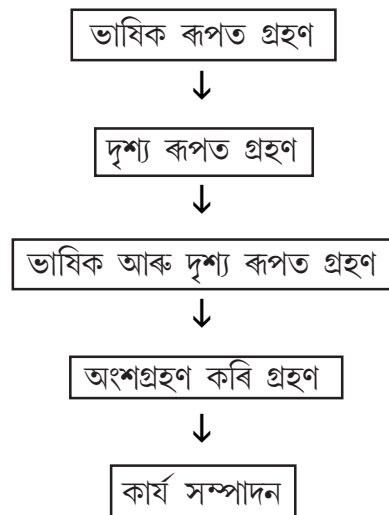 ভাষিক ৰূপত গ্ৰহণ
↓
দৃশ্য ৰূপত গ্ৰহণ
↓
ভাষিক আৰু দৃশ্য ৰূপত গ্ৰহণ
↓
অংশগ্ৰহণ কৰি গ্ৰহণ
↓
কাৰ্য সম্পাদন